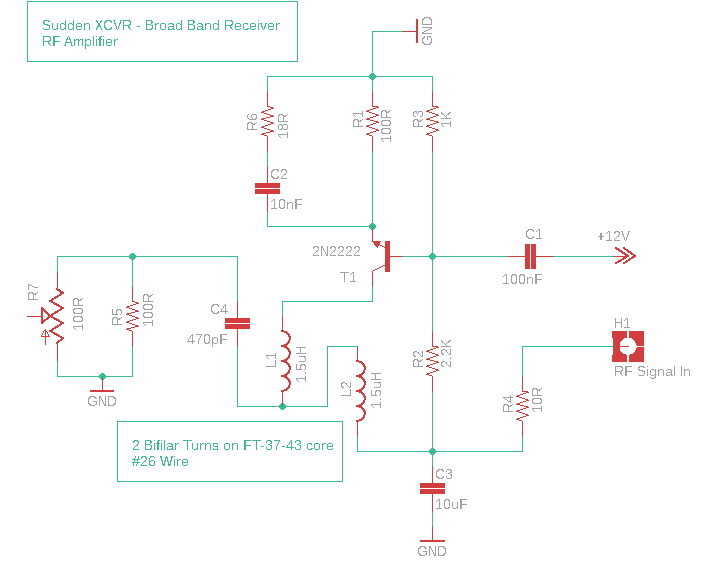 Sudden XCVR - Broad Band Receiver
RF Amplifier
GND
R6
18R
R1
100R
R3
1K
C2
10nF
2N2222
T1
C1
100nF
+12V
R7
100R
R5
100R
C4
470pF
GND
L1
1.5uH
L2
1.5uH
R2
2.2K
H1
RF Signal In
R4
10R
2 Bifilar Turns on FT-37-43 core
#26 Wire
C3
10uF
GND